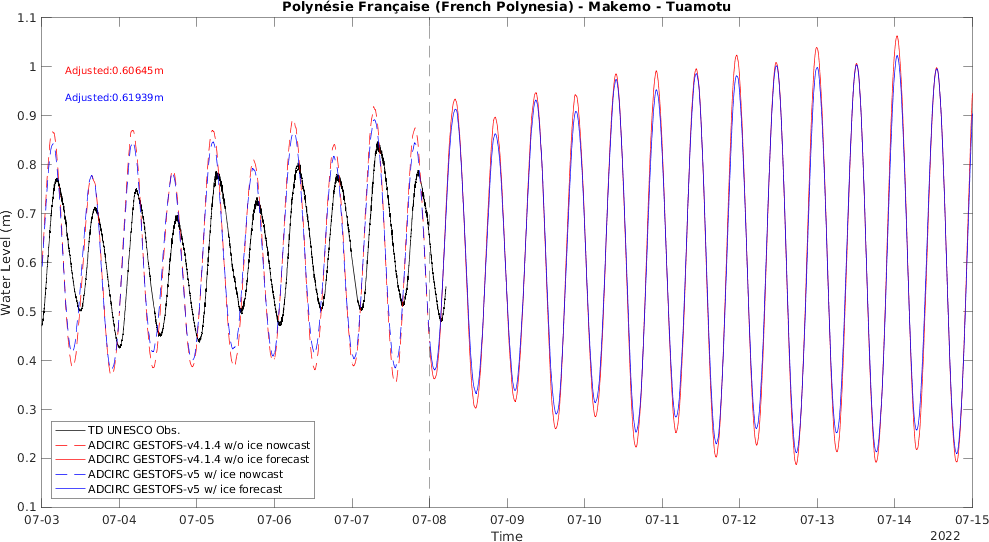 Polynésie Française (French Polynesia) - Makemo - Tuamotu
1.1
1
0.9
0.8
0.7
0.6
0.5
0.4
0.3
0.2
0.1
Water Level (m)
Adjusted:0.60645m
Adjusted:0.61939m
TD UNESCO Obs.
ADCIRC GESTOFS-v4.1.4 w/o ice nowcast
ADCIRC GESTOFS-v4.1.4 w/o ice forecast
ADCIRC GESTOFS-v5 w/ ice nowcast
ADCIRC GESTOFS-v5 w/ ice forecast
07-03 07-04 07-05 07-06 07-07 07-08 07-09 07-10 07-11 07-12 07-13 07-14 07-15
Time
2022